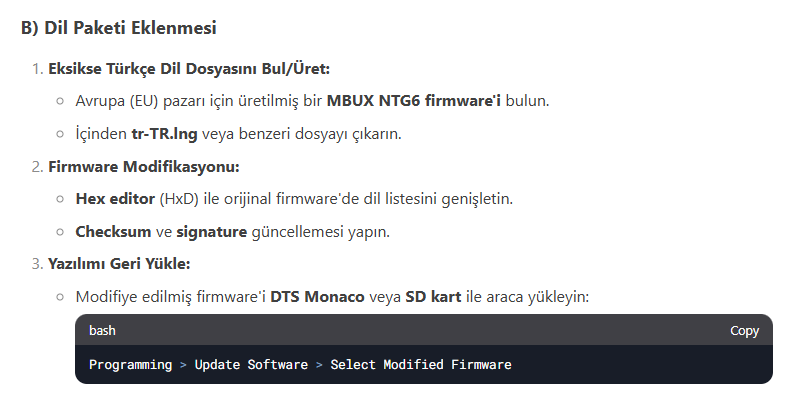 B) Dil Paketi Eklenmesi
1. Eksikse Türkçe Dil Dosyasını Bul/Üret:
○ Avrupa (EU) pazarı için üretilmiş bir MBUX NTG6 firmware'i bulun.
○ İçinden tr-TR.lng veya benzeri dosyayı çıkarın.
2. Firmware Modifikasyonu:
○ Hex editor (HxD) ile orijinal firmware'de dil listesini genişletin.
○ Checksum ve signature güncellemesi yapın.
3. Yazılımı Geri Yükle:
○ Modifiye edilmiş firmware'i DTS Monaco veya SD kart ile araca yükleyin:
bash Copy
Programming > Update Software > Select Modified Firmware